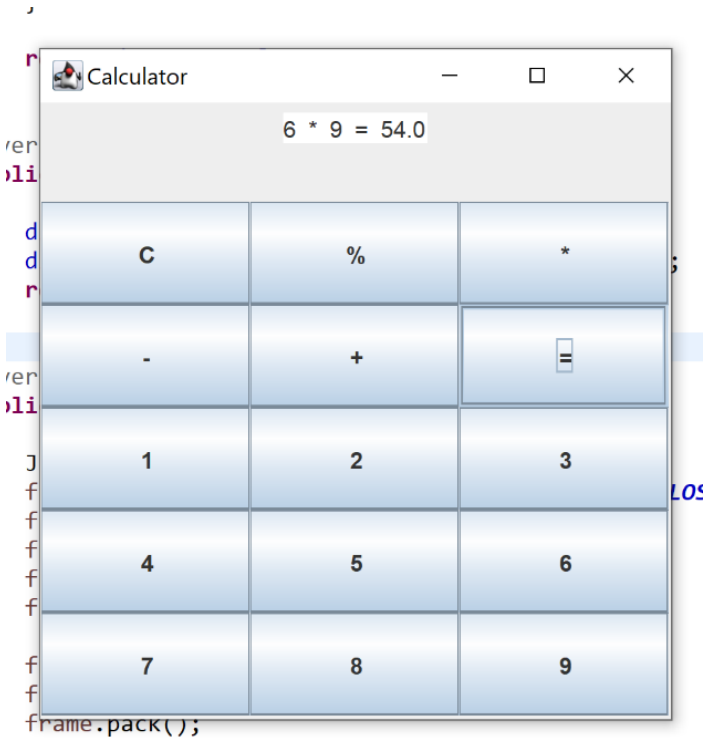 Calculator
6 * 9 = 54.0
C % *
- + =
1 2 3
4 5 6
7 8 9
frame.pack();